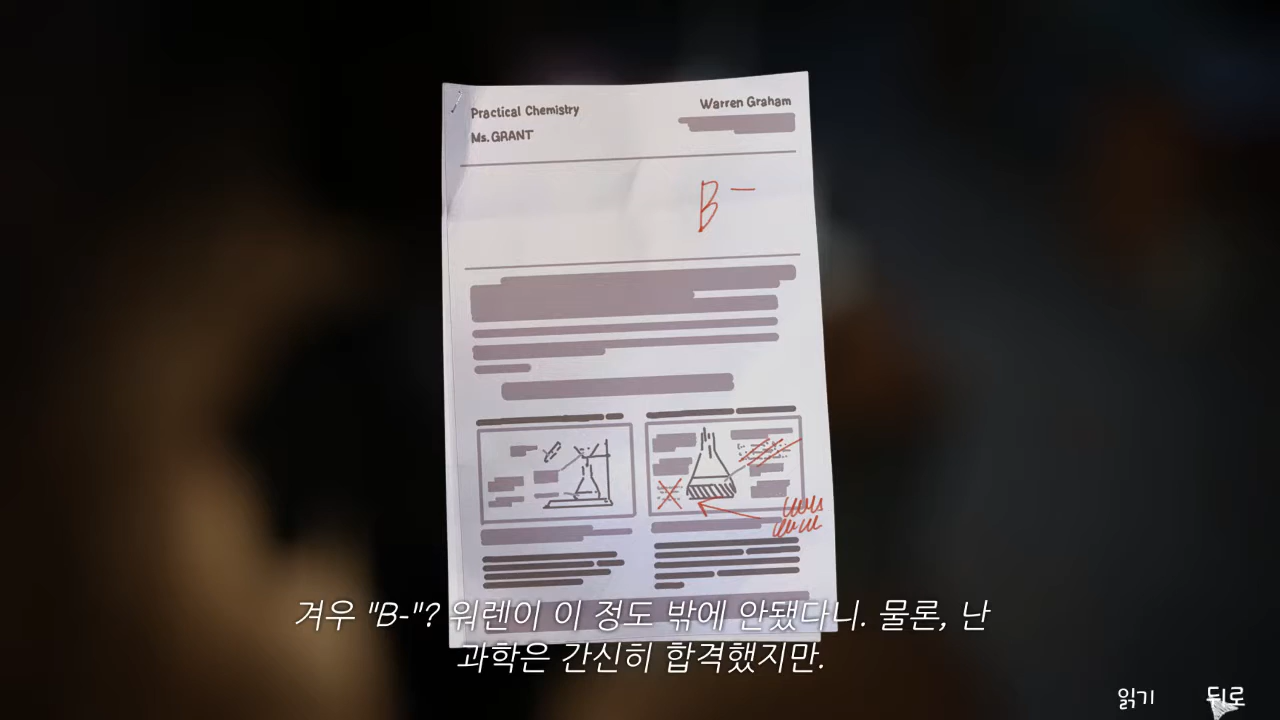 Practical Chemistry
Warren Graham
Ms. GRANT
B-
겨우 "B-"? 워렌이 이 정도 밖에 안됐다니. 물론, 난
과학은 간신히 합격했지만.
읽기
뒤로